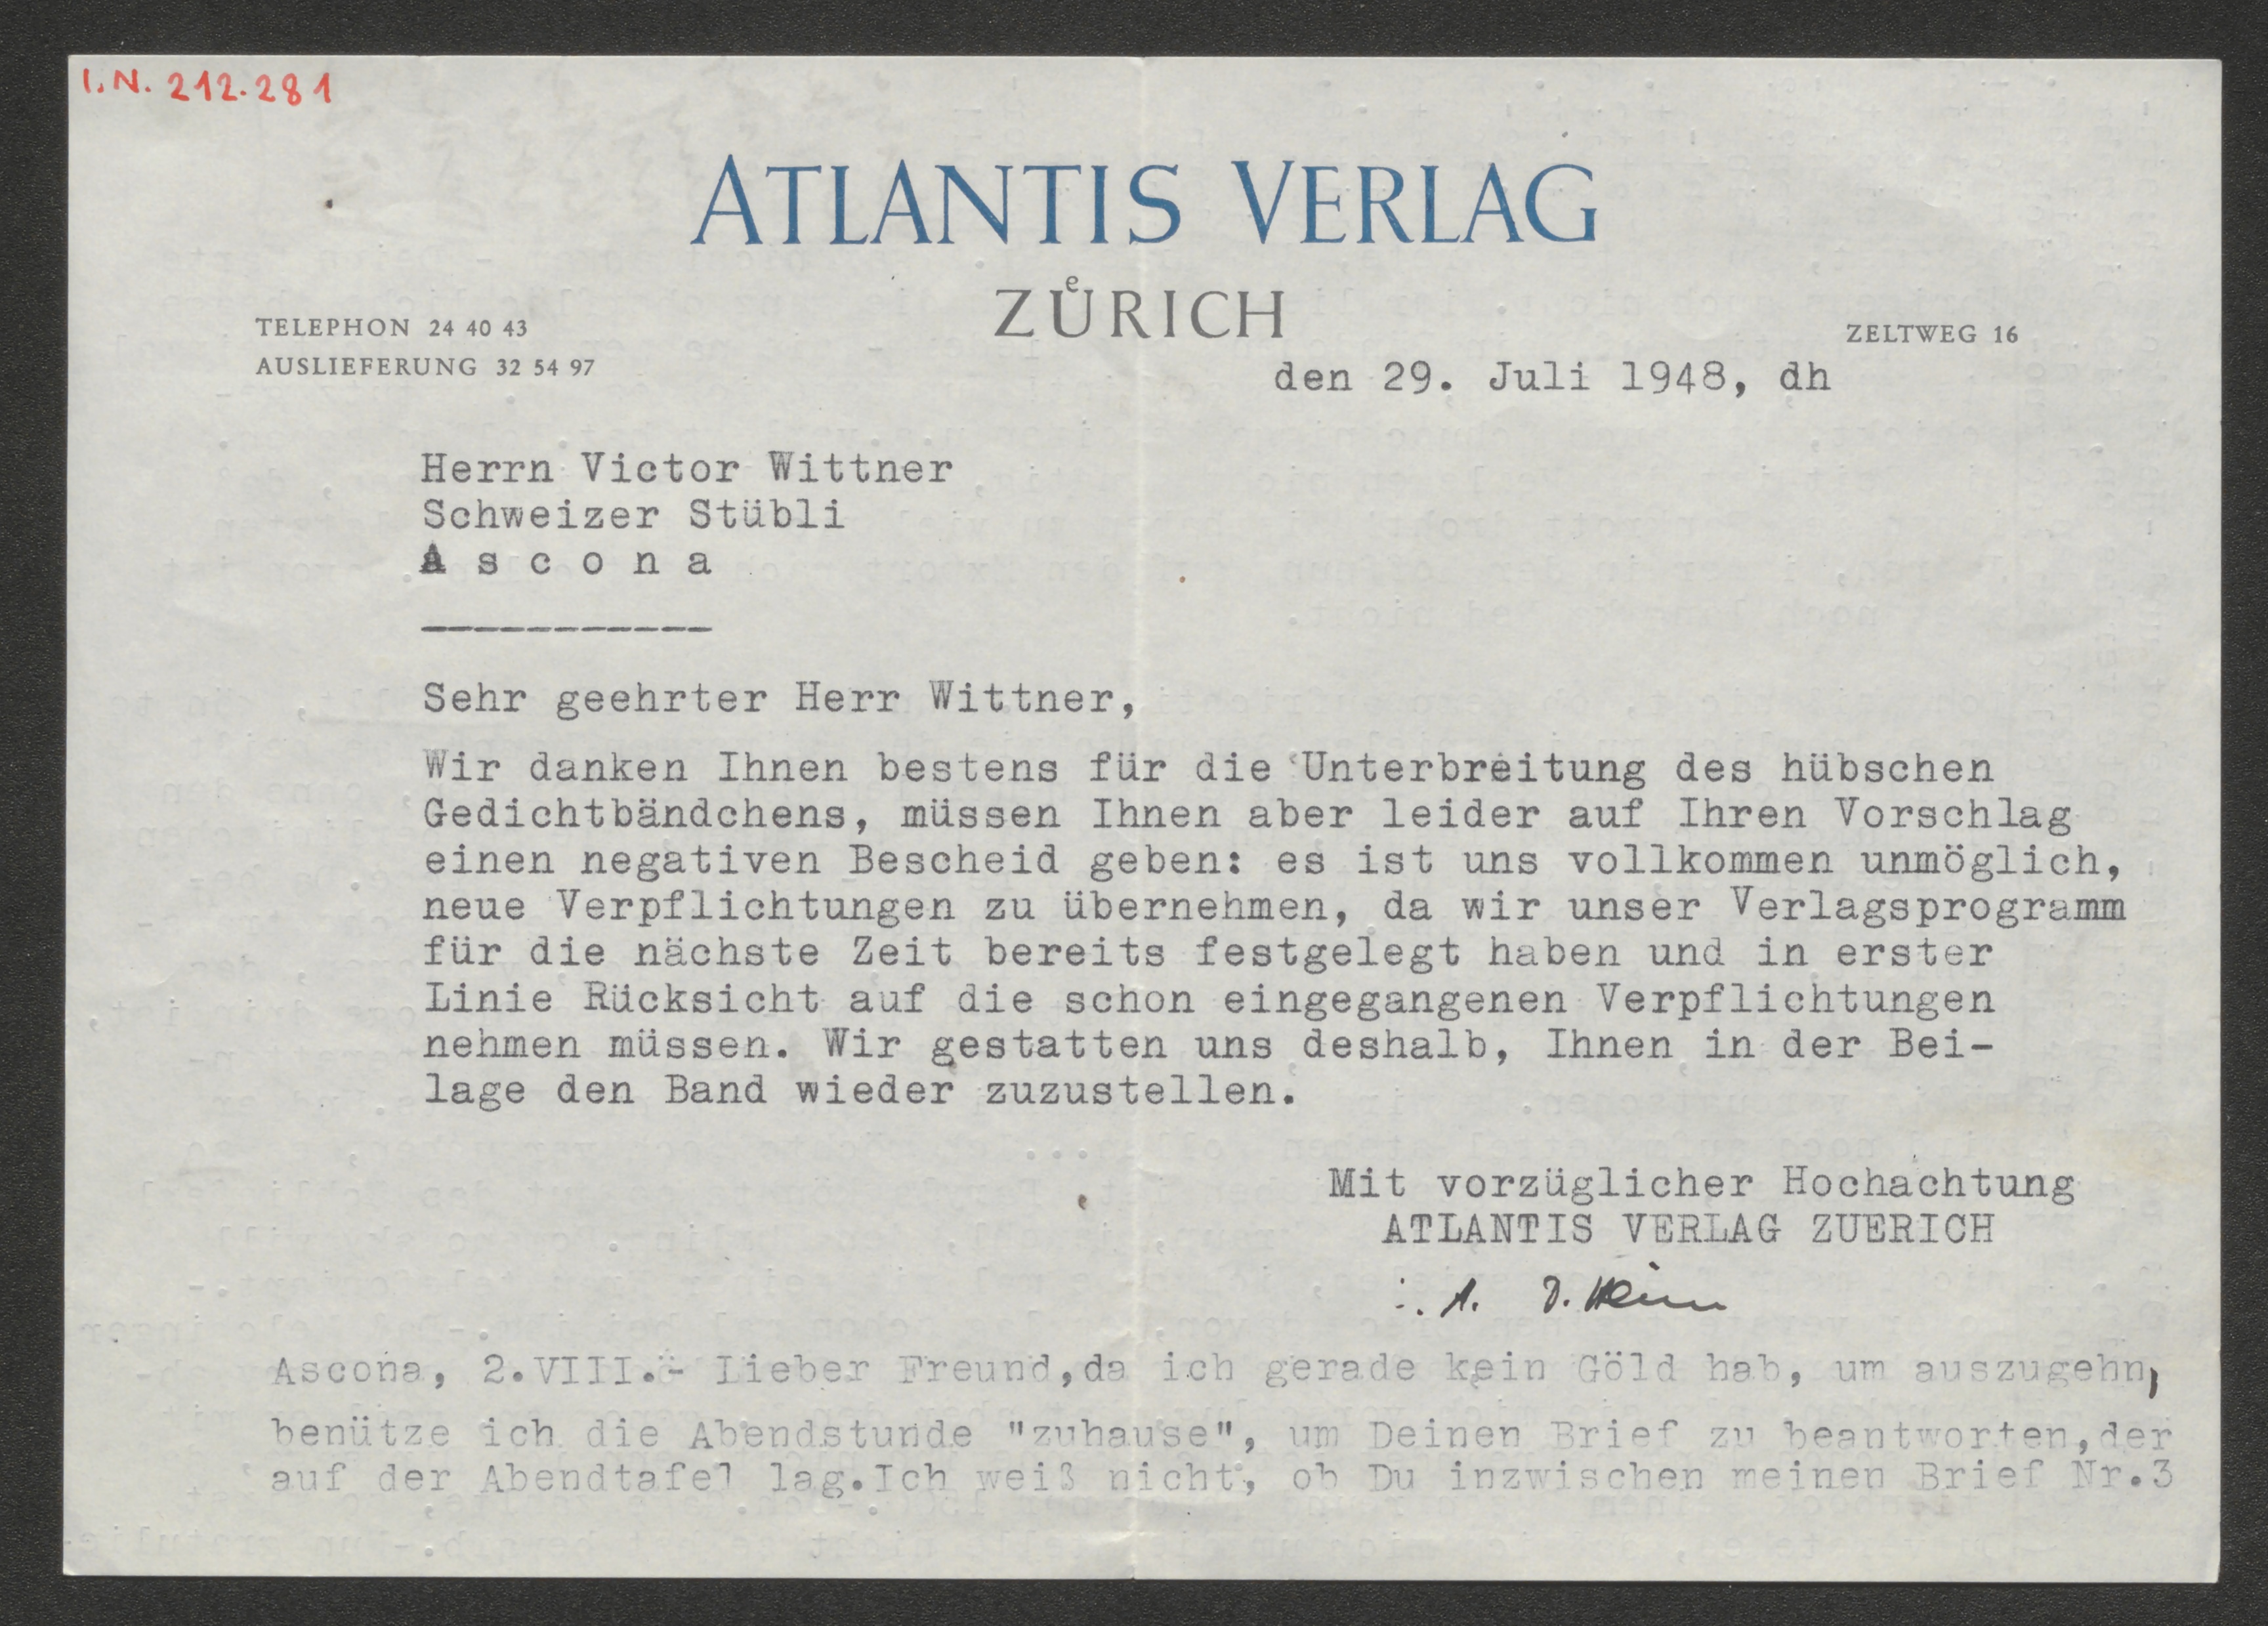 I.N. 212.281
ATLANTIS VERLAG
ZÜRICH
TELEPHON 24 40 43
AUSLIEFERUNG 32 54 97
ZELTWEG 16
den 29. Juli 1948, dh
Herrn Victor Wittner
Schweizer Stübli
A s c o n a
-----------
Sehr geehrter Herr Wittner,
Wir danken Ihnen bestens für die Unterbreitung des hübschen
Gedichtbändchens, müssen Ihnen aber leider auf Ihren Vorschlag
einen negativen Bescheid geben: es ist uns vollkommen unmöglich,
neue Verpflichtungen zu übernehmen, da wir unser Verlagsprogramm
für die nächste Zeit bereits festgelegt haben und in erster
Linie Rücksicht auf die schon eingegangenen Verpflichtungen
nehmen müssen. Wir gestatten uns deshalb, Ihnen in der Bei-
lage den Band wieder zuzustellen.
Mit vorzüglicher Hochachtung
ATLANTIS VERLAG ZUERICH
i. A. D.
Ascona, 2.VIII.- Lieber Freund,da ich gerade kein Göld hab, um auszugehn,
benütze ich die Abendstunde "zuhause", um Deinen Brief zu beantworten,der
auf der Abendtafel lag.Ich weiß nicht, ob Du inzwischen meinen Brief Nr.3